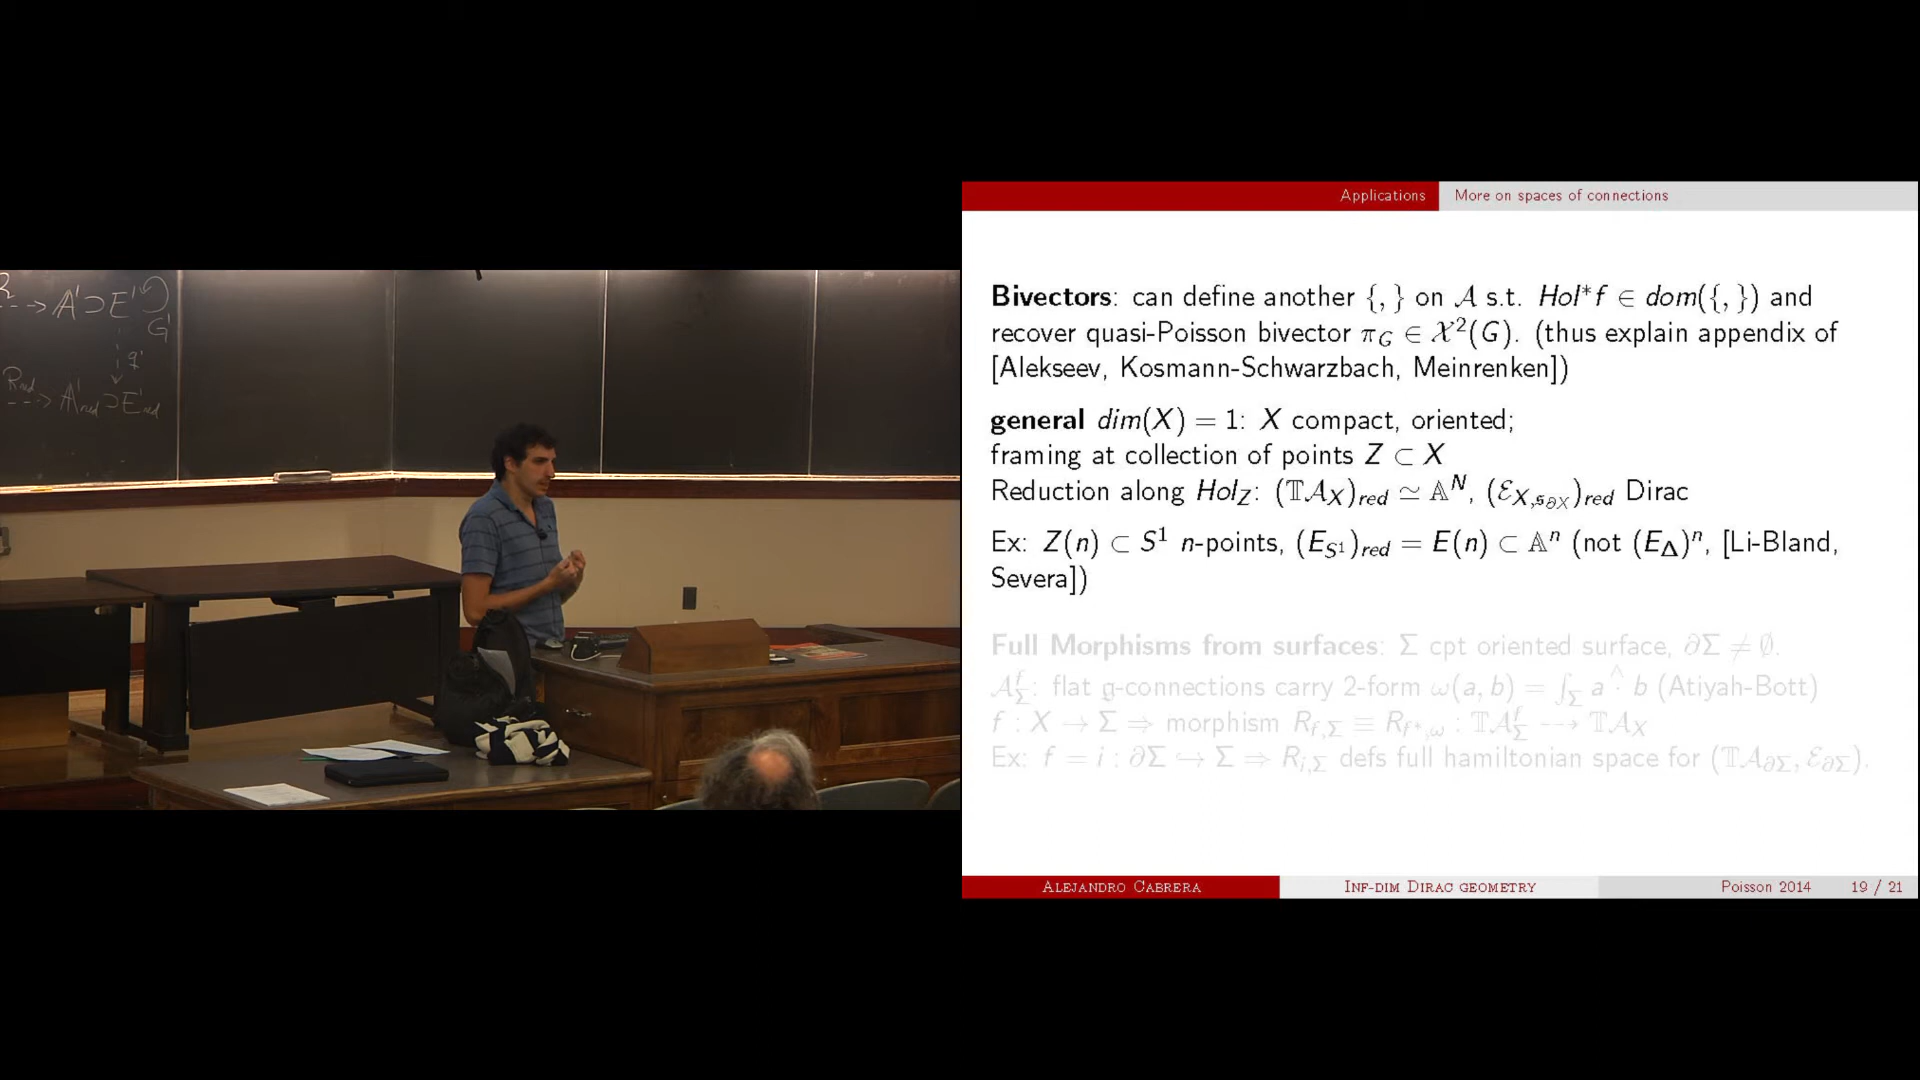 R
--> 𝔸' ⊃ E'
G'
q'
R_red
--> 𝔸'_red ⊃ E'_red
Applications More on spaces of connections
Bivectors: can define another {,} on 𝒜 s.t. Hol*f ∈ dom({,}) and
recover quasi-Poisson bivector π_G ∈ 𝒳²(G). (thus explain appendix of
[Alekseev, Kosmann-Schwarzbach, Meinrenken])
general dim(X) = 1: X compact, oriented;
framing at collection of points Z ⊂ X
Reduction along Hol_Z: (𝕋𝒜_X)_red ≃ 𝔸^N, (ℰ_{X,𝔰_∂X})_red Dirac
Ex: Z(n) ⊂ S¹ n-points, (E_{S¹})_red = E(n) ⊂ 𝔸ⁿ (not (E_Δ)ⁿ, [Li-Bland,
Severa])
Full Morphisms from surfaces: Σ cpt oriented surface, ∂Σ ≠ ∅.
𝒜^f_Σ: flat 𝔤-connections carry 2-form ω(a, b) = ∫_Σ a ·^∧ b (Atiyah-Bott)
f : X → Σ ⇒ morphism R_{f,Σ} ≡ R_{f*,ω} : 𝕋𝒜^f_Σ ⇢ 𝕋𝒜_X
Ex: f = i : ∂Σ ↪ Σ ⇒ R_{i,Σ} defs full hamiltonian space for (𝕋𝒜_∂Σ, ℰ_∂Σ).
Alejandro Cabrera Inf-dim Dirac geometry Poisson 2014 19 / 21